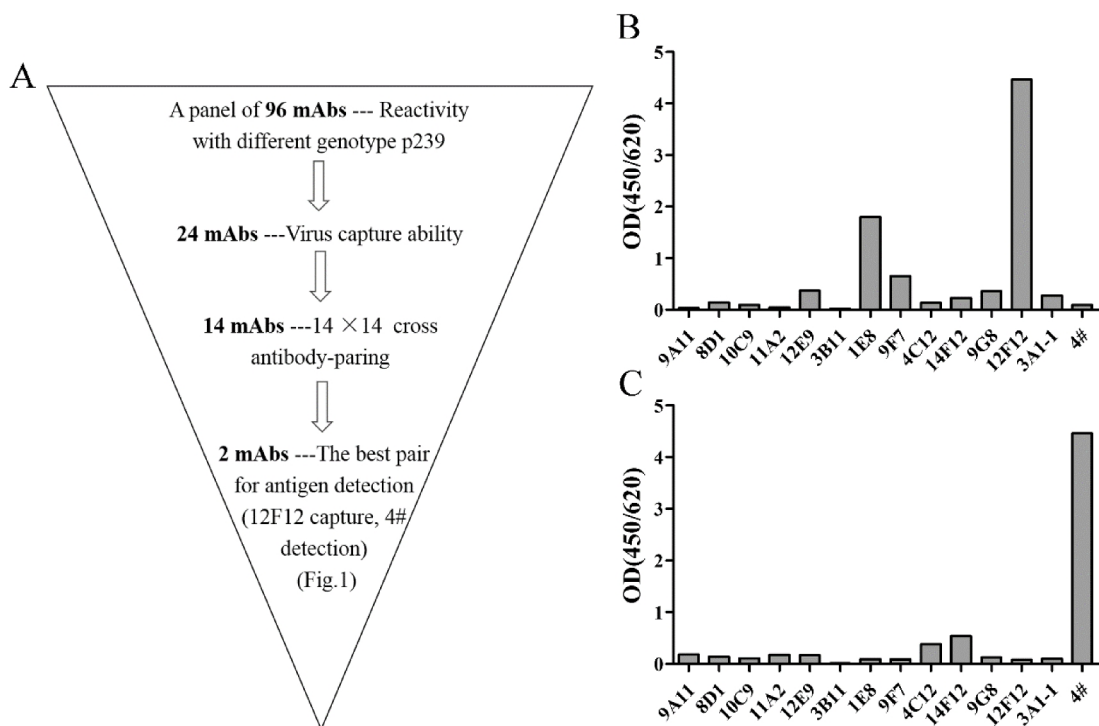 A
A panel of 96 mAbs --- Reactivity
with different genotype p239
24 mAbs ---Virus capture ability
14 mAbs ---14 ×14 cross
antibody-paring
2 mAbs ---The best pair
for antigen detection
(12F12 capture, 4#
detection)
(Fig.1)
B
OD(450/620)
5
4
3
2
1
0
9A11
8D1
10C9
11A2
12E9
3B11
1E8
9F7
4C12
14F12
9G8
12F12
3A1-1
4#
C
OD(450/620)
5
4
3
2
1
0
9A11
8D1
10C9
11A2
12E9
3B11
1E8
9F7
4C12
14F12
9G8
12F12
3A1-1
4#